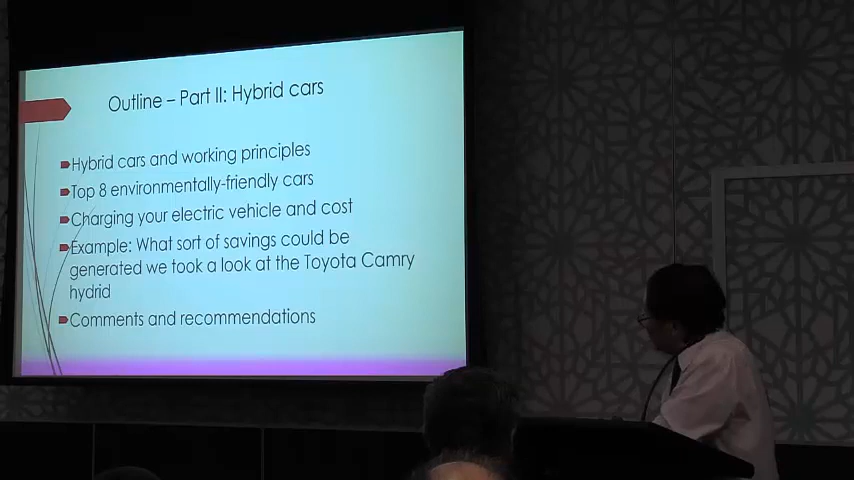 Outline – Part II: Hybrid cars
Hybrid cars and working principles
Top 8 environmentally-friendly cars
Charging your electric vehicle and cost
Example: What sort of savings could be
generated we took a look at the Toyota Camry
hydrid
Comments and recommendations